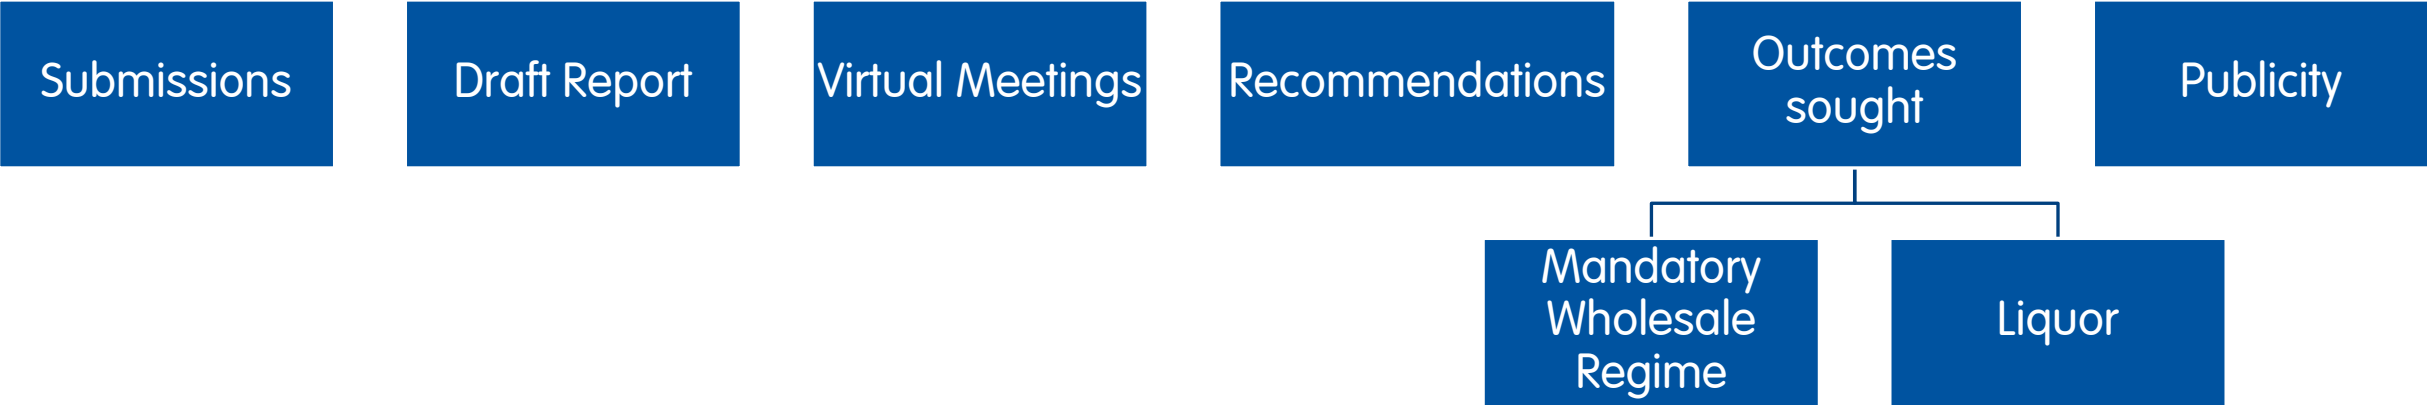 Submissions
Draft Report
Virtual Meetings
Recommendations
Outcomes
sought
Publicity
Mandatory
Wholesale
Regime
Liquor